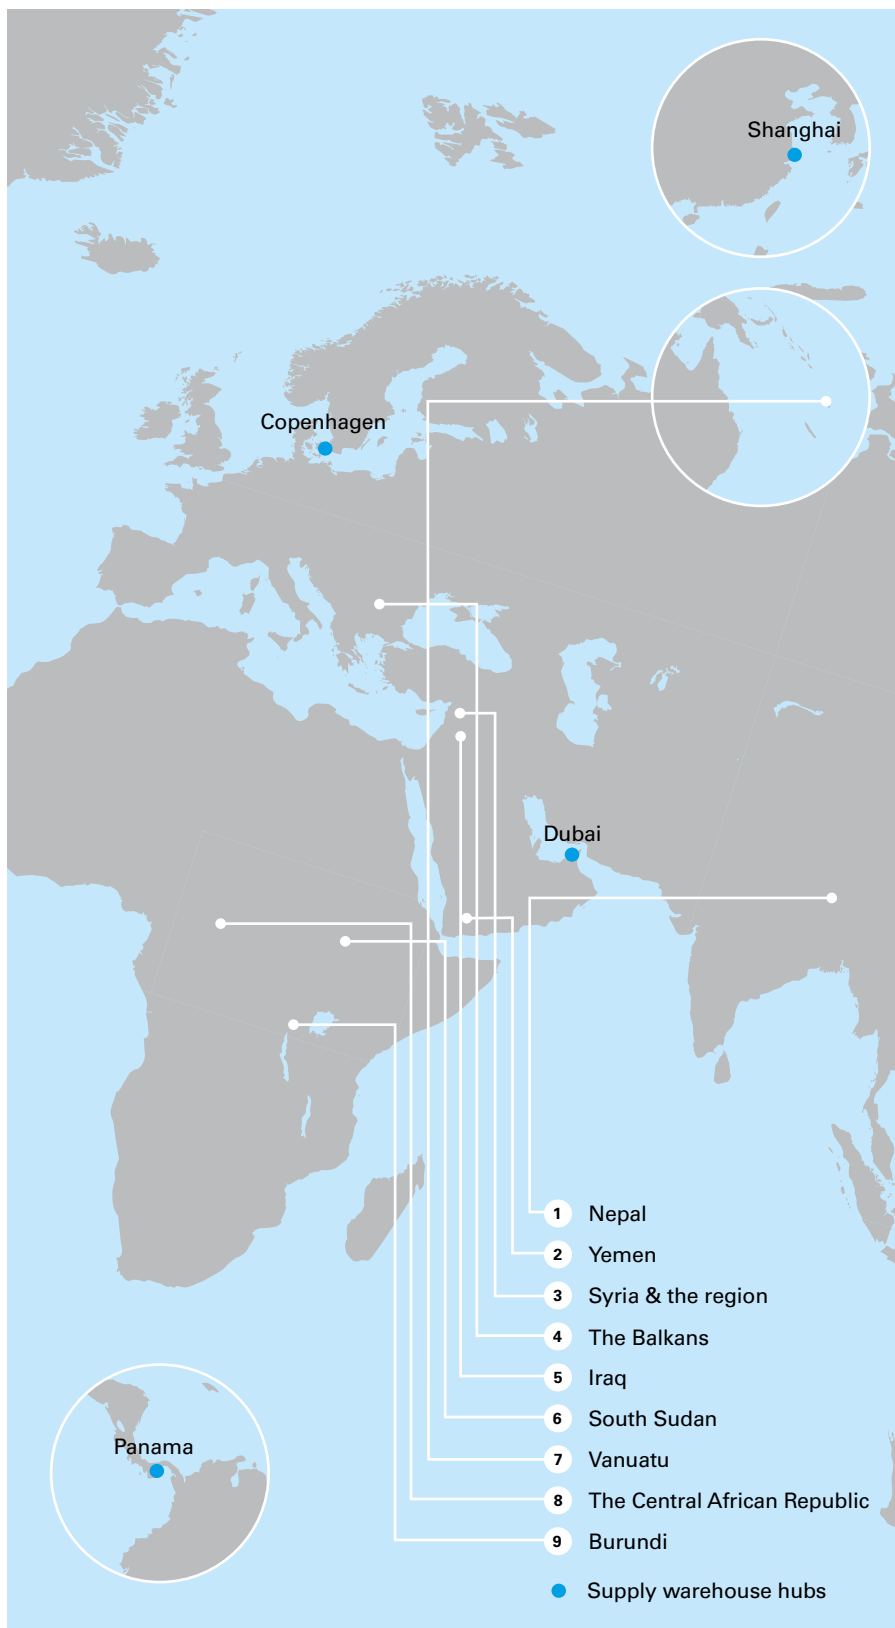 Shanghai
Copenhagen
Dubai
1 Nepal
2 Yemen
3 Syria & the region
4 The Balkans
5 Iraq
Panama
6 South Sudan
7 Vanuatu
8 The Central African Republic
9 Burundi
Supply warehouse hubs